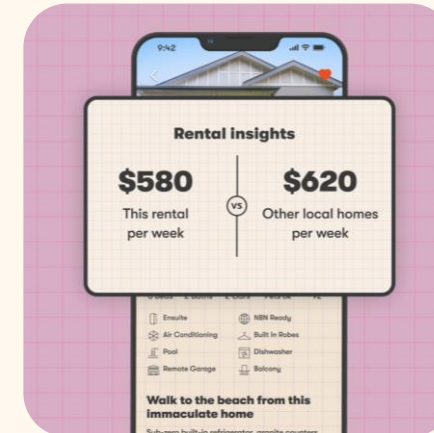 9:42
Rental insights
$580
This rental
per week
vs
$620
Other local homes
per week
Ensuite
NBN Ready
Air Conditioning
Built In Robes
Pool
Dishwasher
Remote Garage
Balcony
Walk to the beach from this
immaculate home